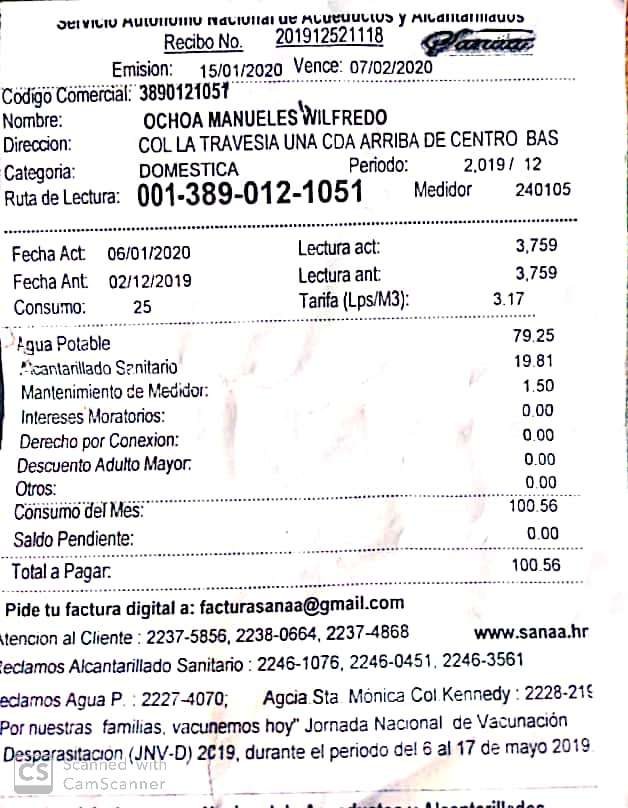 Servicio Autonomo Nacional de Acueductos y Alcantarillados
Recibo No. 201912521118 Sanaa
Emision: 15/01/2020 Vence: 07/02/2020
Codigo Comercial: 3890121051
Nombre: OCHOA MANUELES WILFREDO
Direccion: COL LA TRAVESIA UNA CDA ARRIBA DE CENTRO BAS
Categoria: DOMESTICA Periodo: 2,019 / 12
Ruta de Lectura: 001-389-012-1051 Medidor 240105
Fecha Act: 06/01/2020 Lectura act: 3,759
Fecha Ant: 02/12/2019 Lectura ant: 3,759
Consumo: 25 Tarifa (Lps/M3): 3.17
Agua Potable 79.25
Alcantarillado Sanitario 19.81
Mantenimiento de Medidor: 1.50
Intereses Moratorios: 0.00
Derecho por Conexion: 0.00
Descuento Adulto Mayor: 0.00
Otros: 0.00
Consumo del Mes: 100.56
Saldo Pendiente: 0.00
Total a Pagar: 100.56
Pide tu factura digital a: facturasanaa@gmail.com
Atencion al Cliente : 2237-5856, 2238-0664, 2237-4868 www.sanaa.hn
Reclamos Alcantarillado Sanitario : 2246-1076, 2246-0451, 2246-3561
eclamos Agua P. : 2227-4070; Agcia.Sta. Mónica Col.Kennedy : 2228-219
"Por nuestras familias, vacunemos hoy" Jornada Nacional de Vacunación
Desparasitación (JNV-D) 2019, durante el periodo del 6 al 17 de mayo 2019.
CS Scanned with
CamScanner